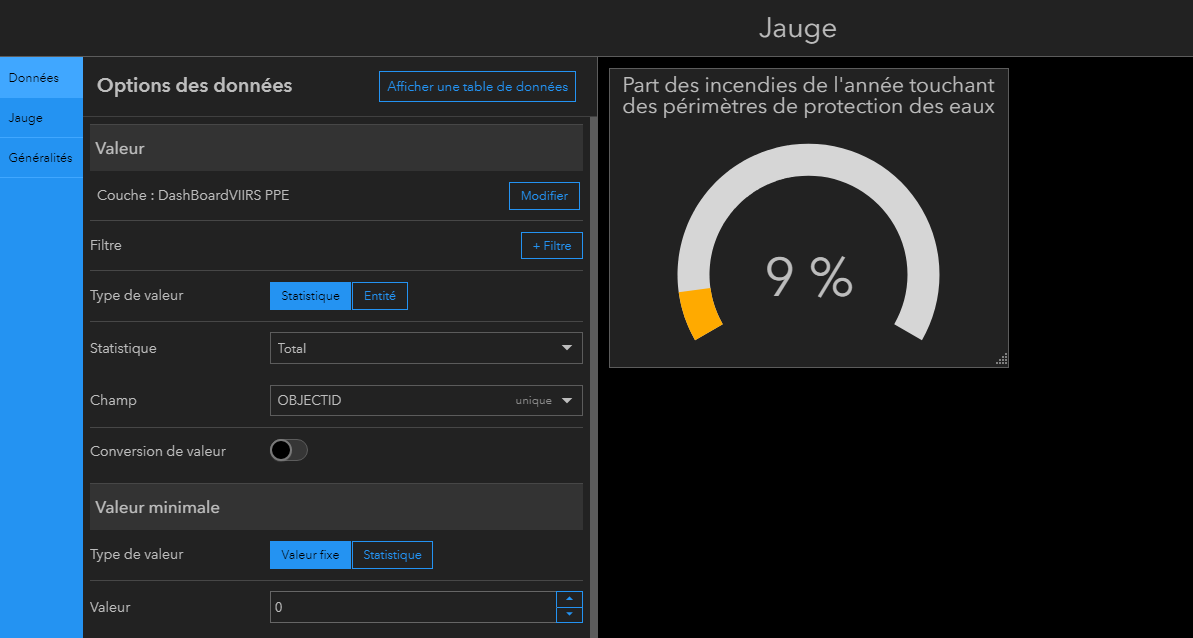 Jauge
Données
Jauge
Généralités
Options des données
Afficher une table de données
Valeur
Couche : DashBoardVIIRS PPE
Modifier
Filtre
+ Filtre
Type de valeur
Statistique
Entité
Statistique
Total
Champ
OBJECTID
unique
Conversion de valeur
Valeur minimale
Type de valeur
Valeur fixe
Statistique
Valeur
0
Part des incendies de l'année touchant
des périmètres de protection des eaux
9 %